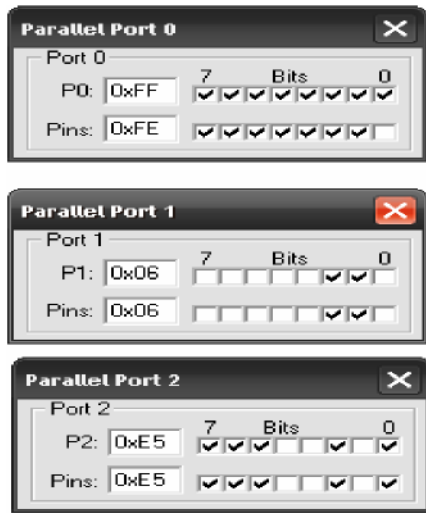 Parallel Port 0
Port 0
7 Bits 0
P0: 0xFF
Pins: 0xFE
Parallel Port 1
Port 1
7 Bits 0
P1: 0x06
Pins: 0x06
Parallel Port 2
Port 2
7 Bits 0
P2: 0xE5
Pins: 0xE5